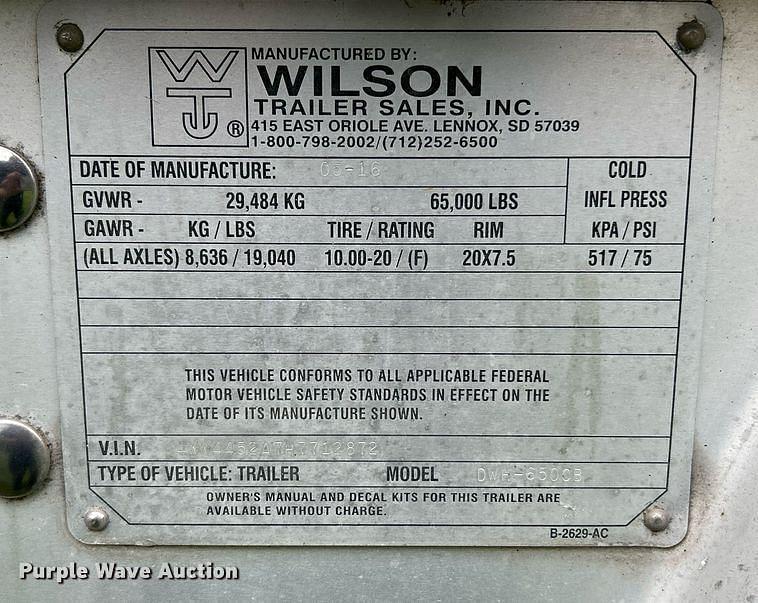 MANUFACTURED BY:
WTU ® WILSON
TRAILER SALES, INC.
415 EAST ORIOLE AVE. LENNOX, SD 57039
1-800-798-2002/(712)252-6500
DATE OF MANUFACTURE: 06-16 COLD
GVWR - 29,484 KG 65,000 LBS INFL PRESS
GAWR - KG / LBS TIRE / RATING RIM KPA / PSI
(ALL AXLES) 8,636 / 19,040 10.00-20 / (F) 20X7.5 517 / 75
THIS VEHICLE CONFORMS TO ALL APPLICABLE FEDERAL
MOTOR VEHICLE SAFETY STANDARDS IN EFFECT ON THE
DATE OF ITS MANUFACTURE SHOWN.
V.I.N.
TYPE OF VEHICLE: TRAILER MODEL DWH-650CB
OWNER'S MANUAL AND DECAL KITS FOR THIS TRAILER ARE
AVAILABLE WITHOUT CHARGE.
B-2629-AC
Purple Wave Auction